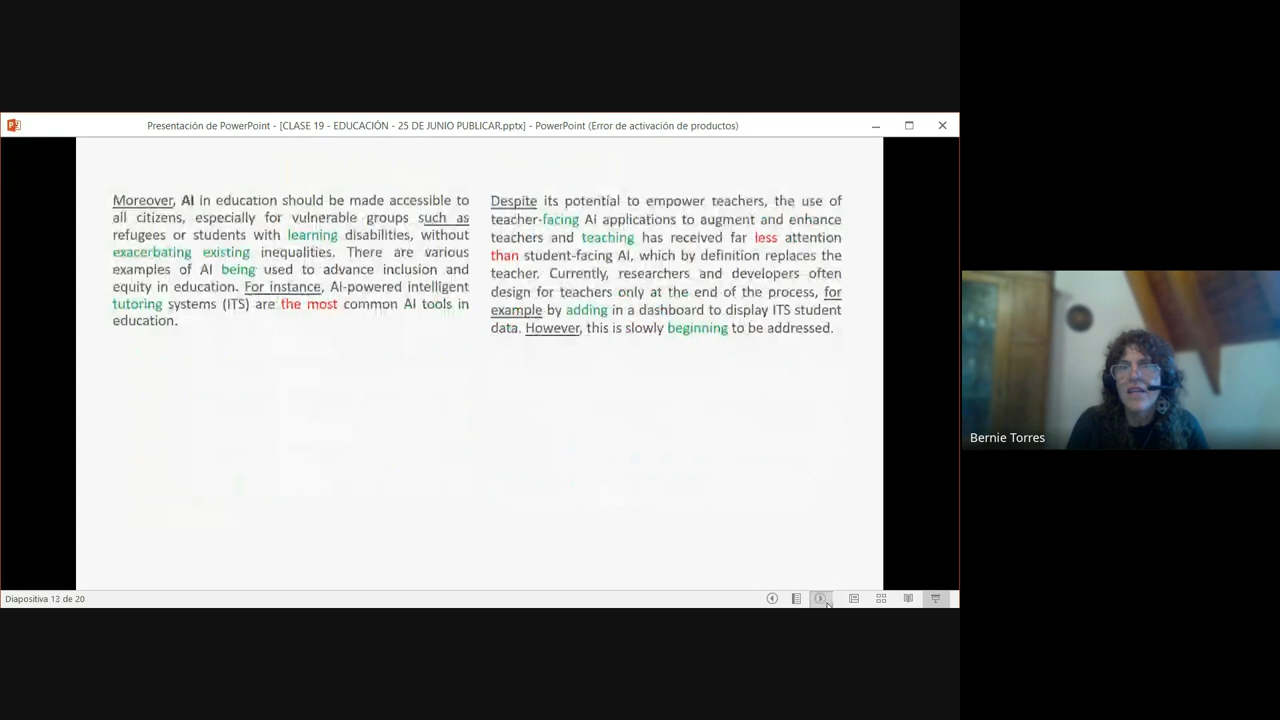 Presentación de PowerPoint - [CLASE 19 - EDUCACIÓN - 25 DE JUNIO PUBLICAR.pptx] - PowerPoint (Error de activación de productos)
Moreover, AI in education should be made accessible to
all citizens, especially for vulnerable groups such as
refugees or students with learning disabilities, without
exacerbating existing inequalities. There are various
examples of AI being used to advance inclusion and
equity in education. For instance, AI-powered intelligent
tutoring systems (ITS) are the most common AI tools in
education.
Despite its potential to empower teachers, the use of
teacher-facing AI applications to augment and enhance
teachers and teaching has received far less attention
than student-facing AI, which by definition replaces the
teacher. Currently, researchers and developers often
design for teachers only at the end of the process, for
example by adding in a dashboard to display ITS student
data. However, this is slowly beginning to be addressed.
Diapositiva 13 de 20
Bernie Torres